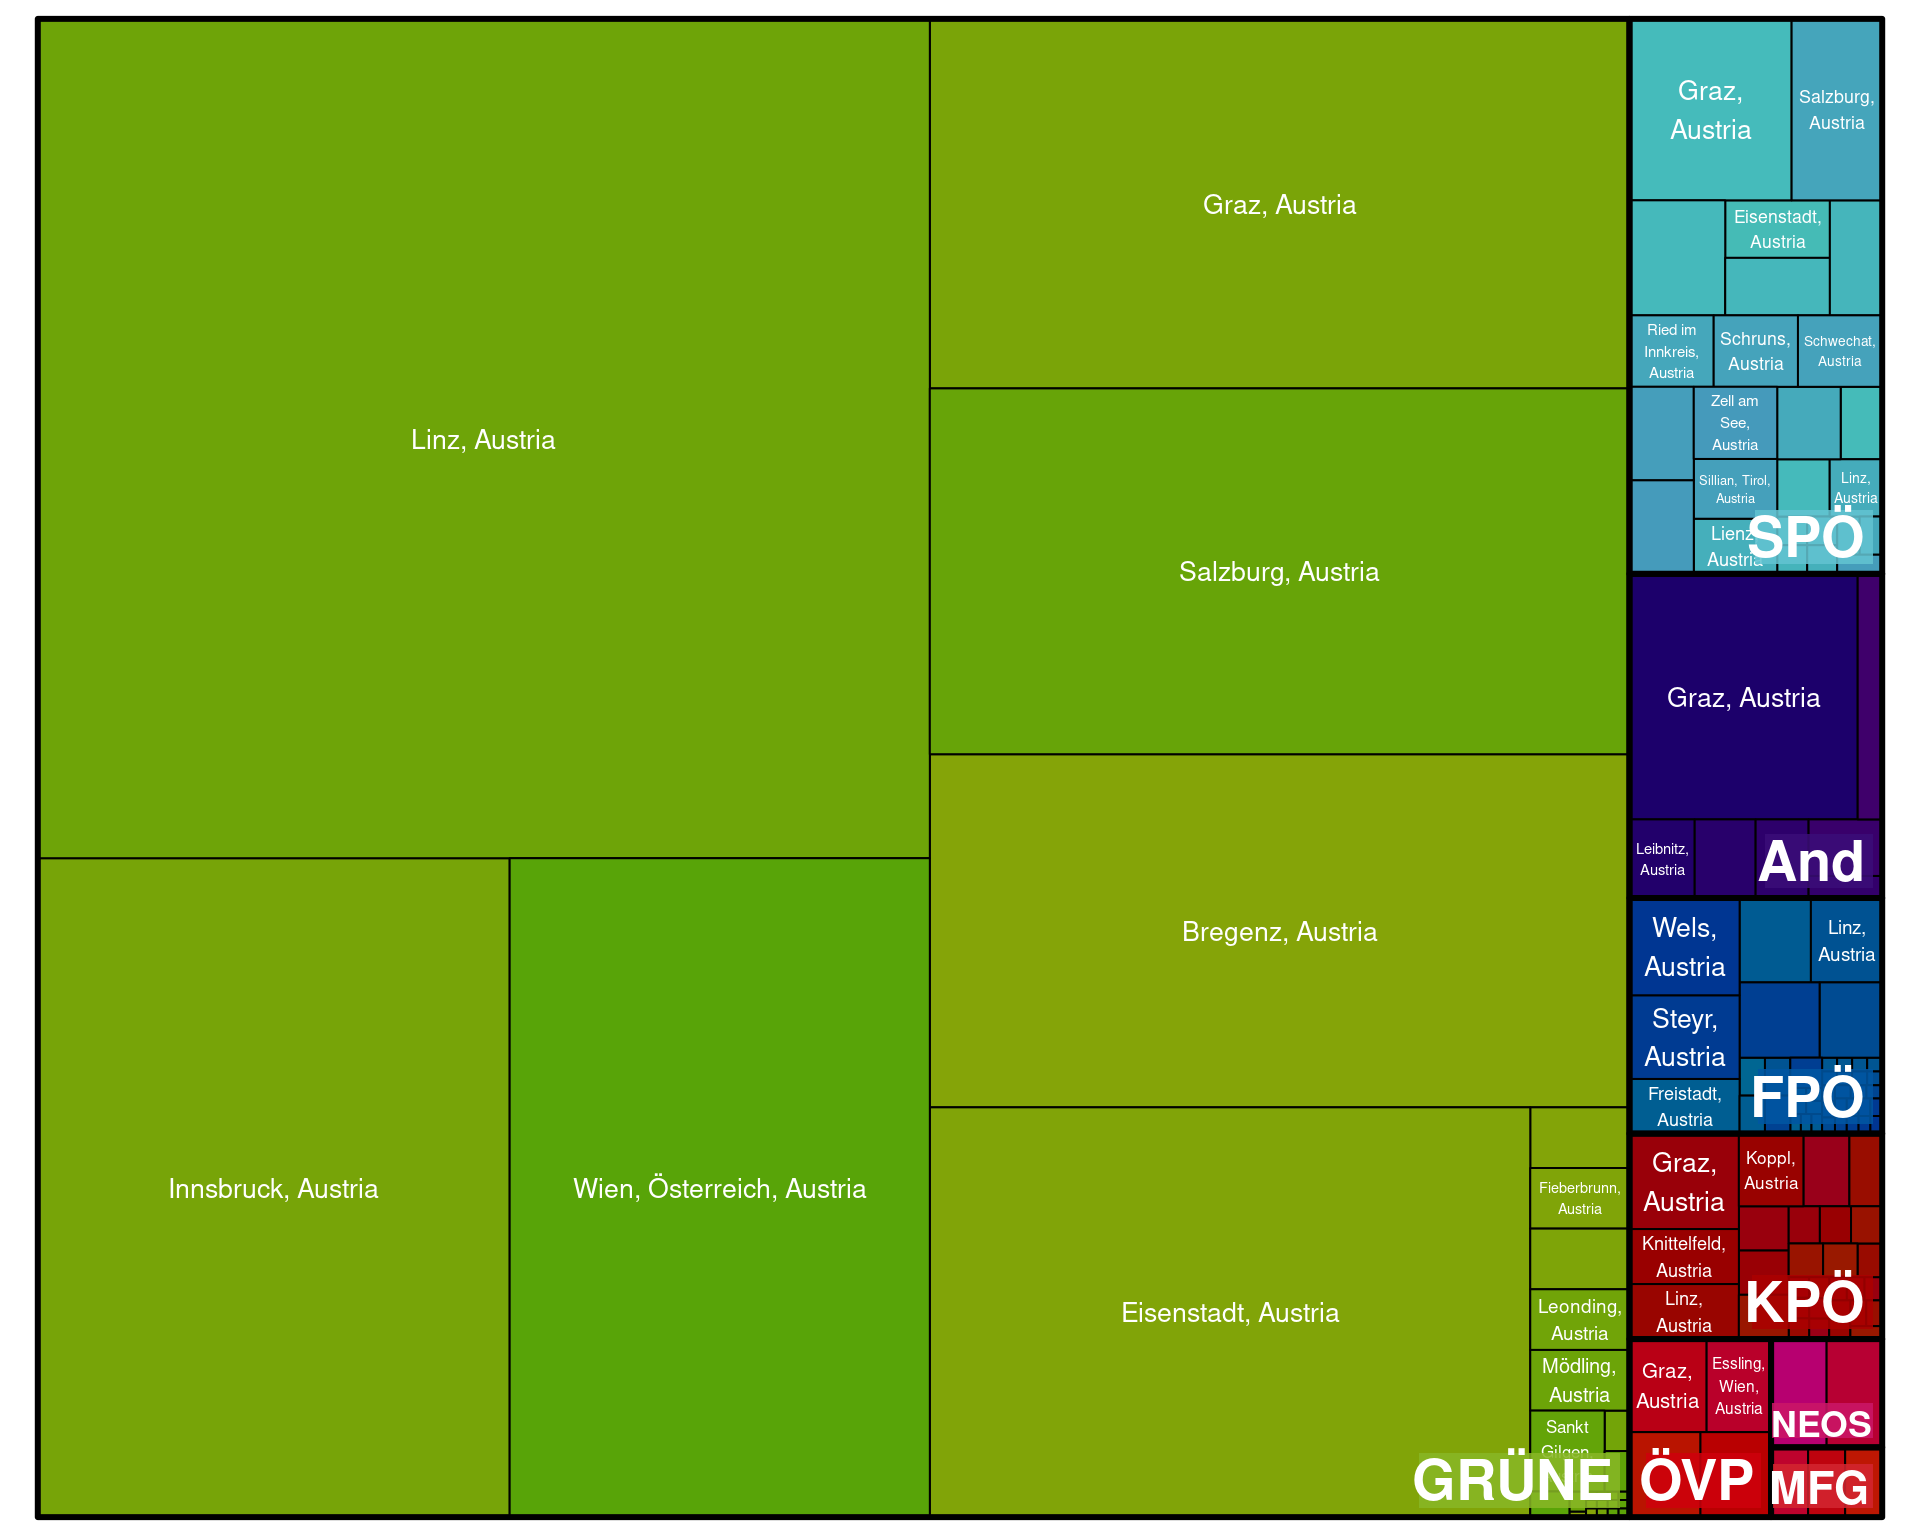 Linz, Austria
Innsbruck, Austria
Wien, Österreich, Austria
Graz, Austria
Salzburg, Austria
Bregenz, Austria
Eisenstadt, Austria
Fieberbrunn,
Austria
Leonding,
Austria
Mödling,
Austria
Sankt
Gilgen,
GRÜNE
Graz,
Austria
Salzburg,
Austria
Eisenstadt,
Austria
Ried im
Innkreis,
Austria
Schruns,
Austria
Schwechat,
Austria
Zell am
See,
Austria
Sillian, Tirol,
Austria
Linz,
Austria
Lienz,
Austria
SPÖ
Graz, Austria
Leibnitz,
Austria
And
Wels,
Austria
Linz,
Austria
Steyr,
Austria
Freistadt,
Austria
FPÖ
Graz,
Austria
Koppl,
Austria
Knittelfeld,
Austria
Linz,
Austria
KPÖ
Graz,
Austria
Essling,
Wien,
Austria
ÖVP
NEOS
MFG